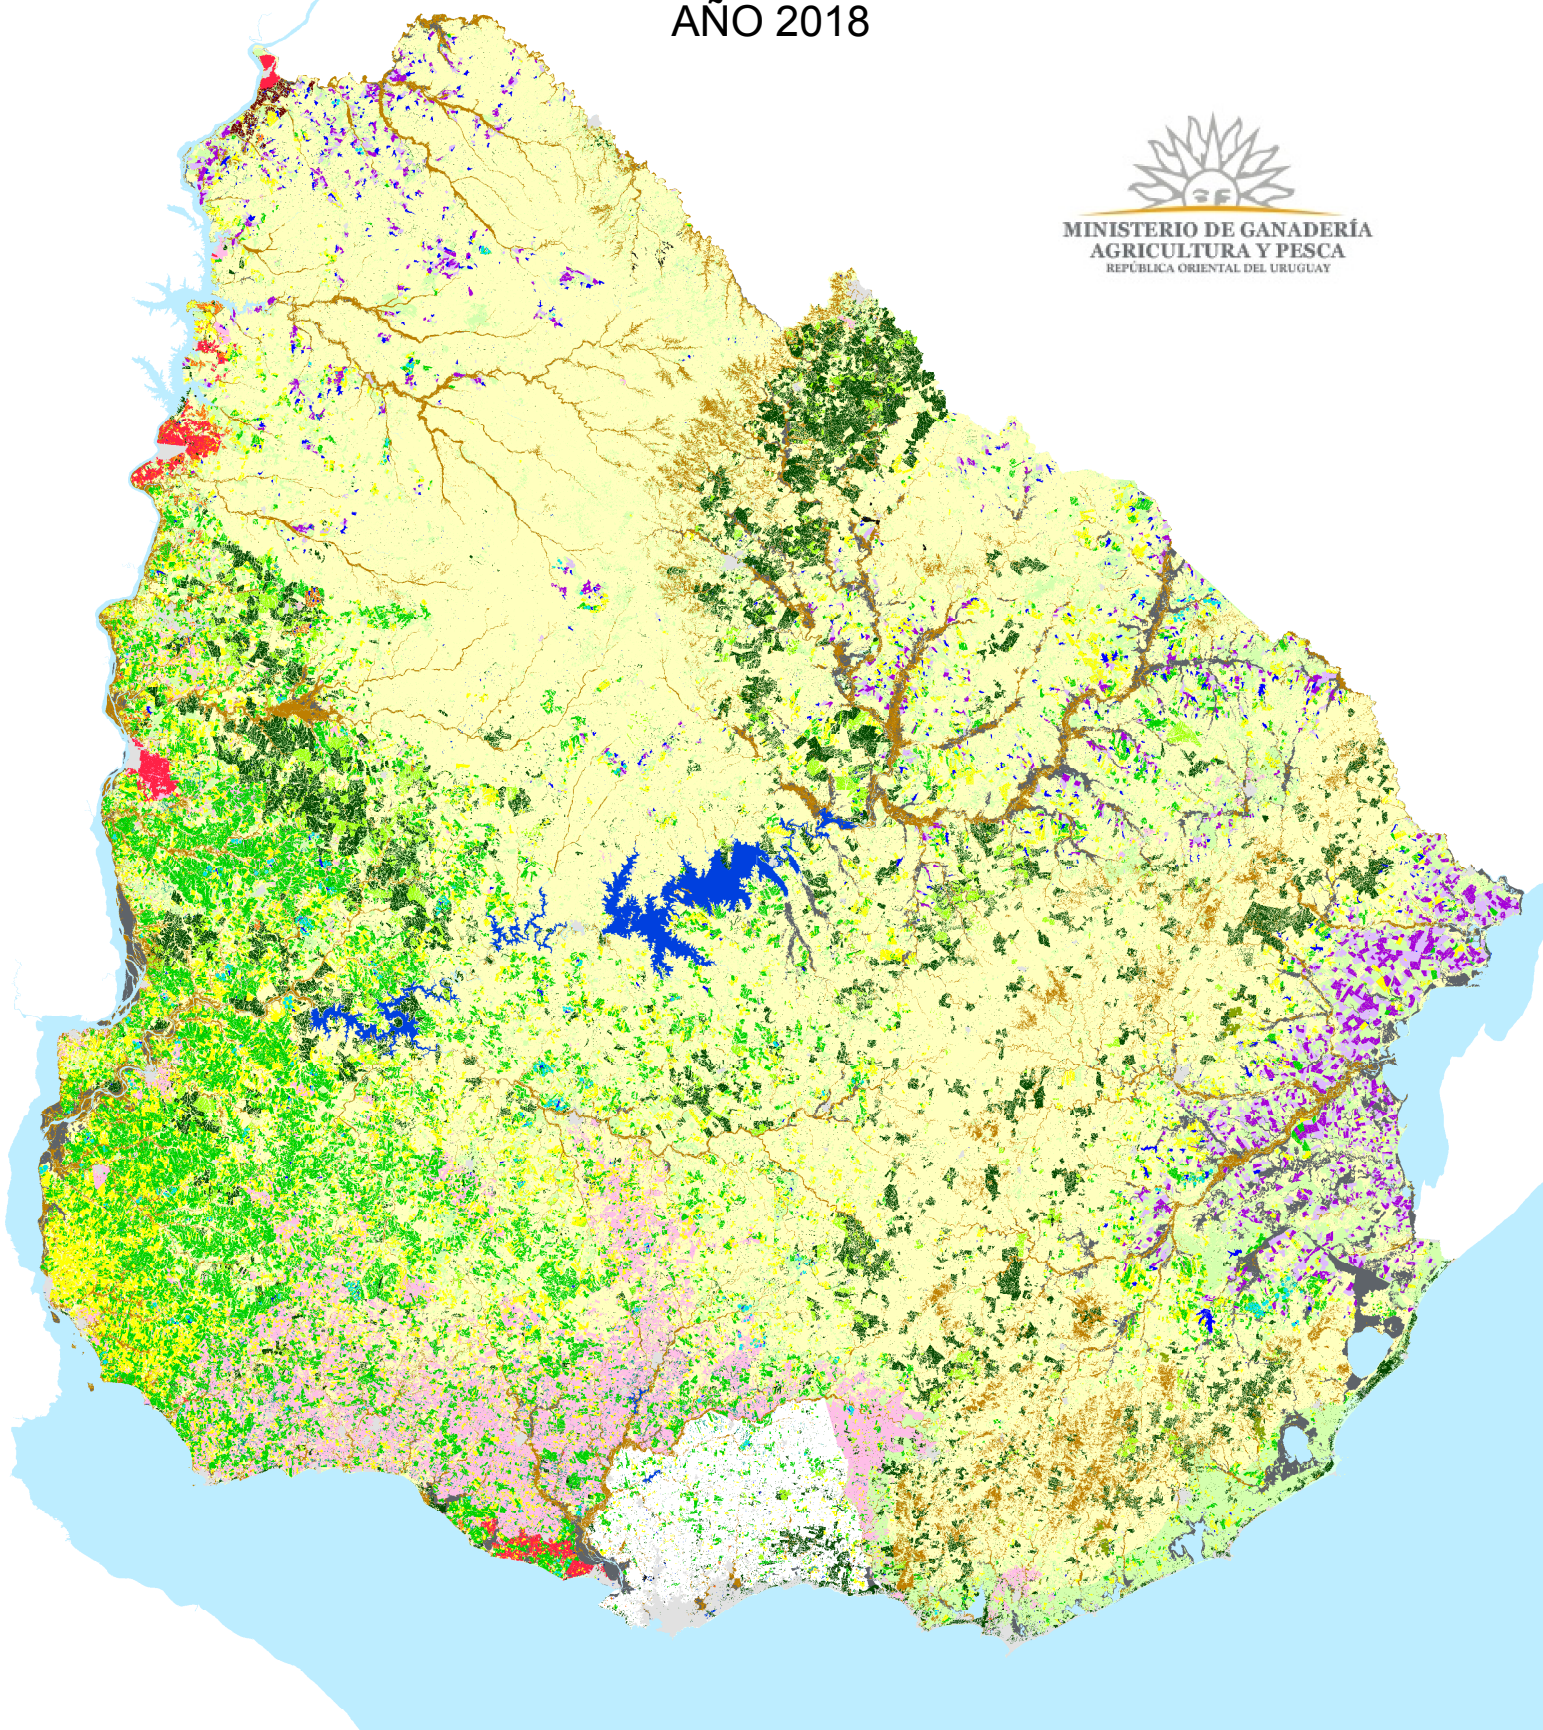 AÑO 2018
MINISTERIO DE GANADERÍA
AGRICULTURA Y PESCA
REPÚBLICA ORIENTAL DEL URUGUAY